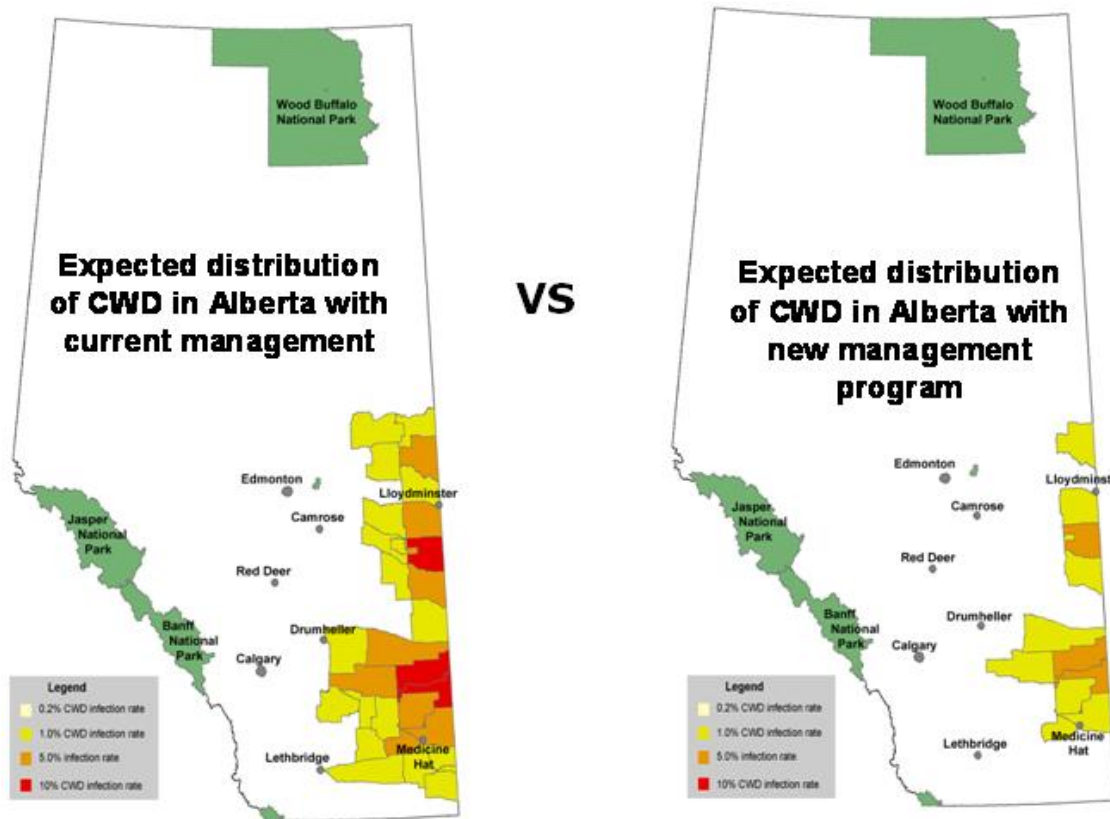 Wood Buffalo
National Park
Expected distribution
of CWD in Alberta with
current management
Edmonton
Lloydminster
Camrose
Jasper
National
Park
Red Deer
Banff
National
Park
Drumheller
Calgary
Lethbridge
Medicine
Hat
Legend
0.2% CWD infection rate
1.0% CWD infection rate
5.0% infection rate
10% CWD infection rate
VS
Wood Buffalo
National Park
Expected distribution
of CWD in Alberta with
new management
program
Edmonton
Lloydminst
Camrose
Jasper
National
Park
Red Deer
Banff
National
Park
Drumheller
Calgary
Lethbridge
Medicine
Hat
Legend
0.2% CWD infection rate
1.0% CWD infection rate
5.0% infection rate
10% CWD infection rate